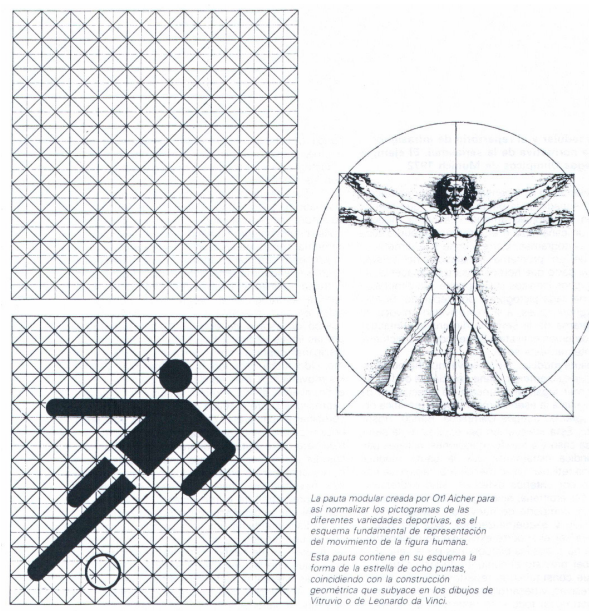 La pauta modular creada por Otl Aicher para
asi normalizar los pictogramas de las
diferentes variedades deportivas, es el
esquema fundamental de representación
del movimiento de la figura humana.
Esta pauta contiene en su esquema la
forma de la estrella de ocho puntas,
coincidiendo con la construcción
geométrica que subyace en los dibujos de
Vitruvio o de Leonardo da Vinci.